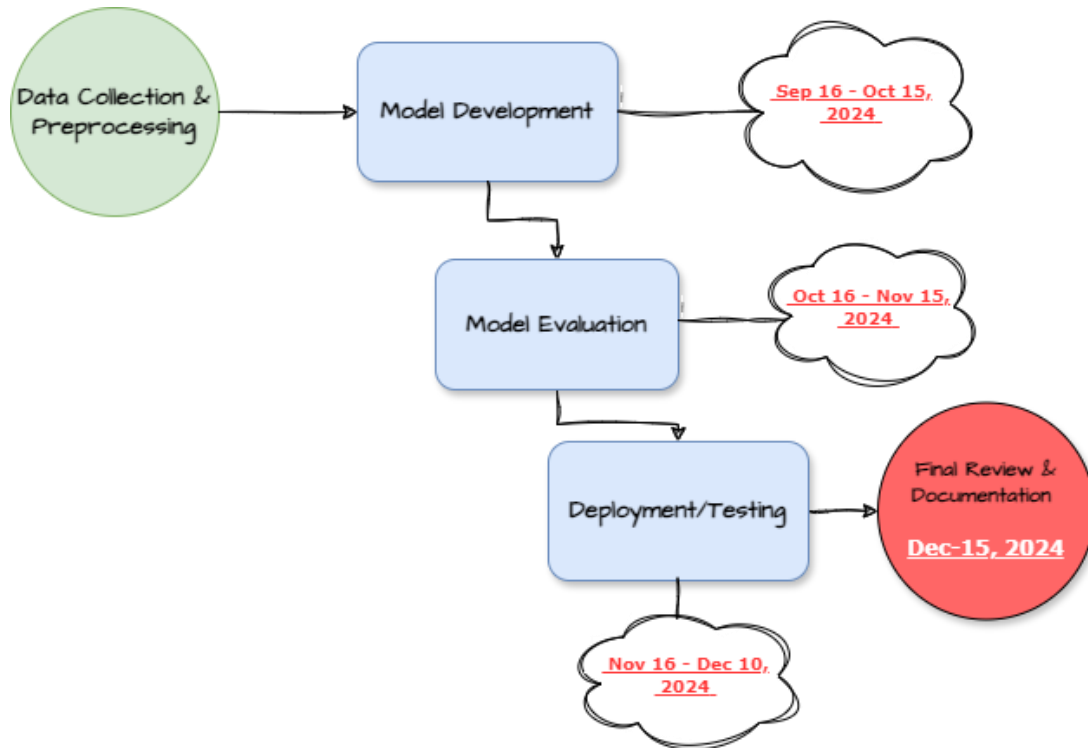 Data Collection &
Preprocessing
Model Development
Sep 16 - Oct 15,
2024
Model Evaluation
Oct 16 - Nov 15,
2024
Deployment/Testing
Final Review &
Documentation
Dec-15, 2024
Nov 16 - Dec 10,
2024